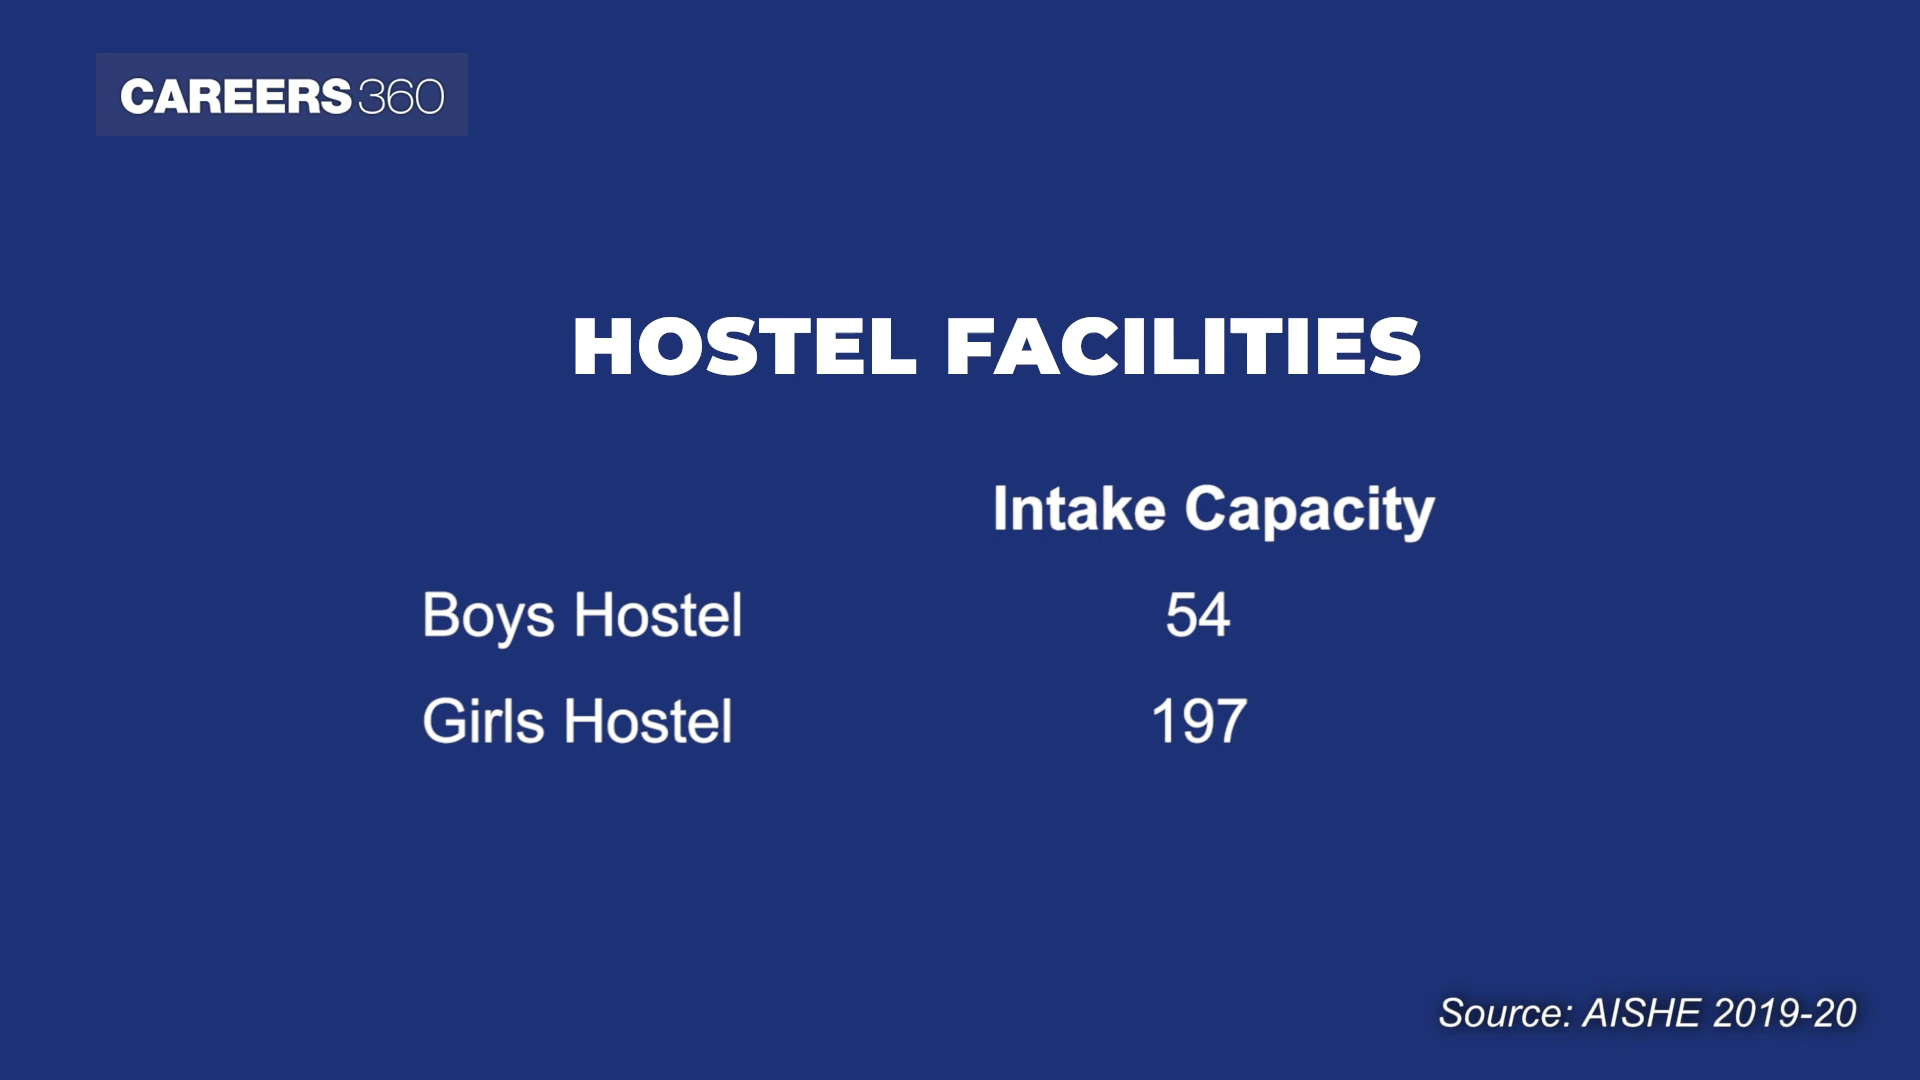 CAREERS360
HOSTEL FACILITIES
Intake Capacity
Boys Hostel 54
Girls Hostel 197
Source: AISHE 2019-20